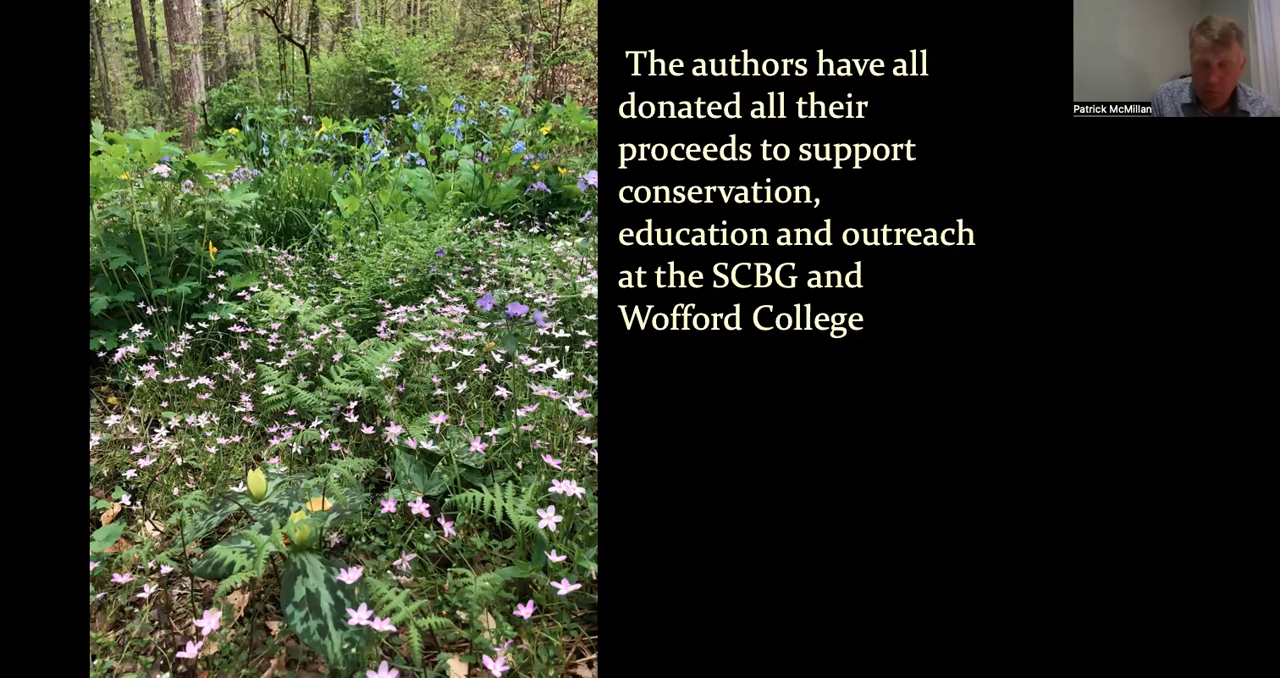 The authors have all
donated all their
proceeds to support
conservation,
education and outreach
at the SCBG and
Wofford College
Patrick McMillan